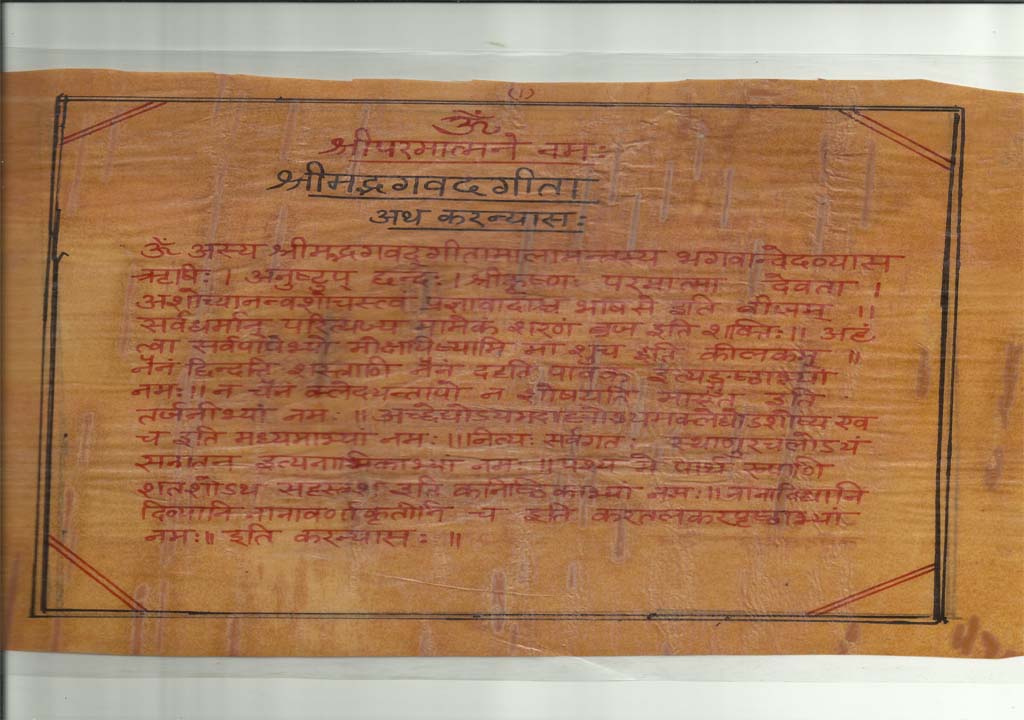 (१)
ॐ
श्रीपरमात्मने नमः
श्रीमद्भगवदगीता
अथ करन्यासः
ॐ अस्य श्रीमद्भगवद्गीतामालामन्त्रस्य भगवान्वेदव्यास
ऋषिः । अनुष्टुप् छन्दः । श्रीकृष्णः परमात्मा देवता ।
अशोच्यानन्वशोचस्त्वं प्रज्ञावादांश्च भाषसे इति बीजम् ॥
सर्वधर्मान् परित्यज्य मामेकं शरणं व्रज इति शक्तिः॥ अहं
त्वा सर्वपापेभ्यो मोक्षयिष्यामि मा शुच इति कीलकम् ॥
नैनं छिन्दन्ति शस्त्राणि नैनं दहति पावकः इत्यङ्गुष्ठाभ्यां
नमः॥ न चैनं क्लेदयन्तापो न शोषयति मारुत इति
तर्जनीभ्यां नमः ॥ अच्छेद्योऽयमदाह्योऽयमक्लेद्योऽशोष्य एव
च इति मध्यमाभ्यां नमः ॥ नित्यः सर्वगतः स्थाणुरचलोऽयं
सनातन इत्यनामिकाभ्यां नमः ॥ पश्य मे पार्थ रूपाणि
शतशोऽथ सहस्त्रश इति कनिष्ठिकाभ्यां नमः॥ नानाविधानि
दिव्यानि नानावर्णाकृतीनि च इति करतलकरपृष्ठाभ्यां
नमः॥ इति करन्यासः ॥